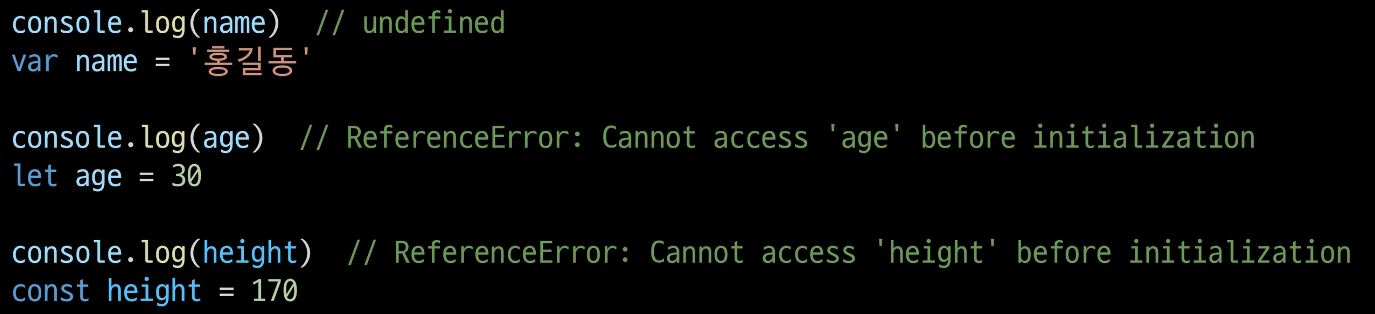 console.log(name)  // undefined
var name = '홍길동'

console.log(age)  // ReferenceError: Cannot access 'age' before initialization
let age = 30

console.log(height)  // ReferenceError: Cannot access 'height' before initialization
const height = 170